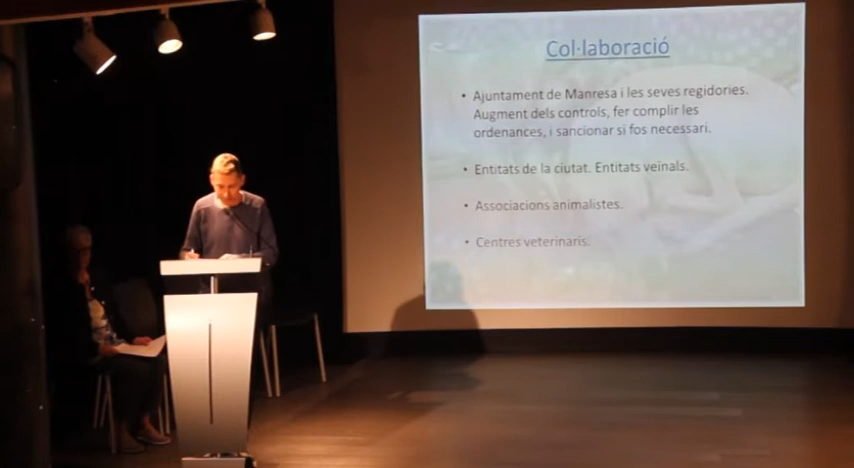 Col·laboració
• Ajuntament de Manresa i les seves regidories.
Augment dels controls, fer complir les
ordenances, i sancionar si fos necessari.
• Entitats de la ciutat. Entitats veïnals.
• Associacions animalistes.
• Centres veterinaris.